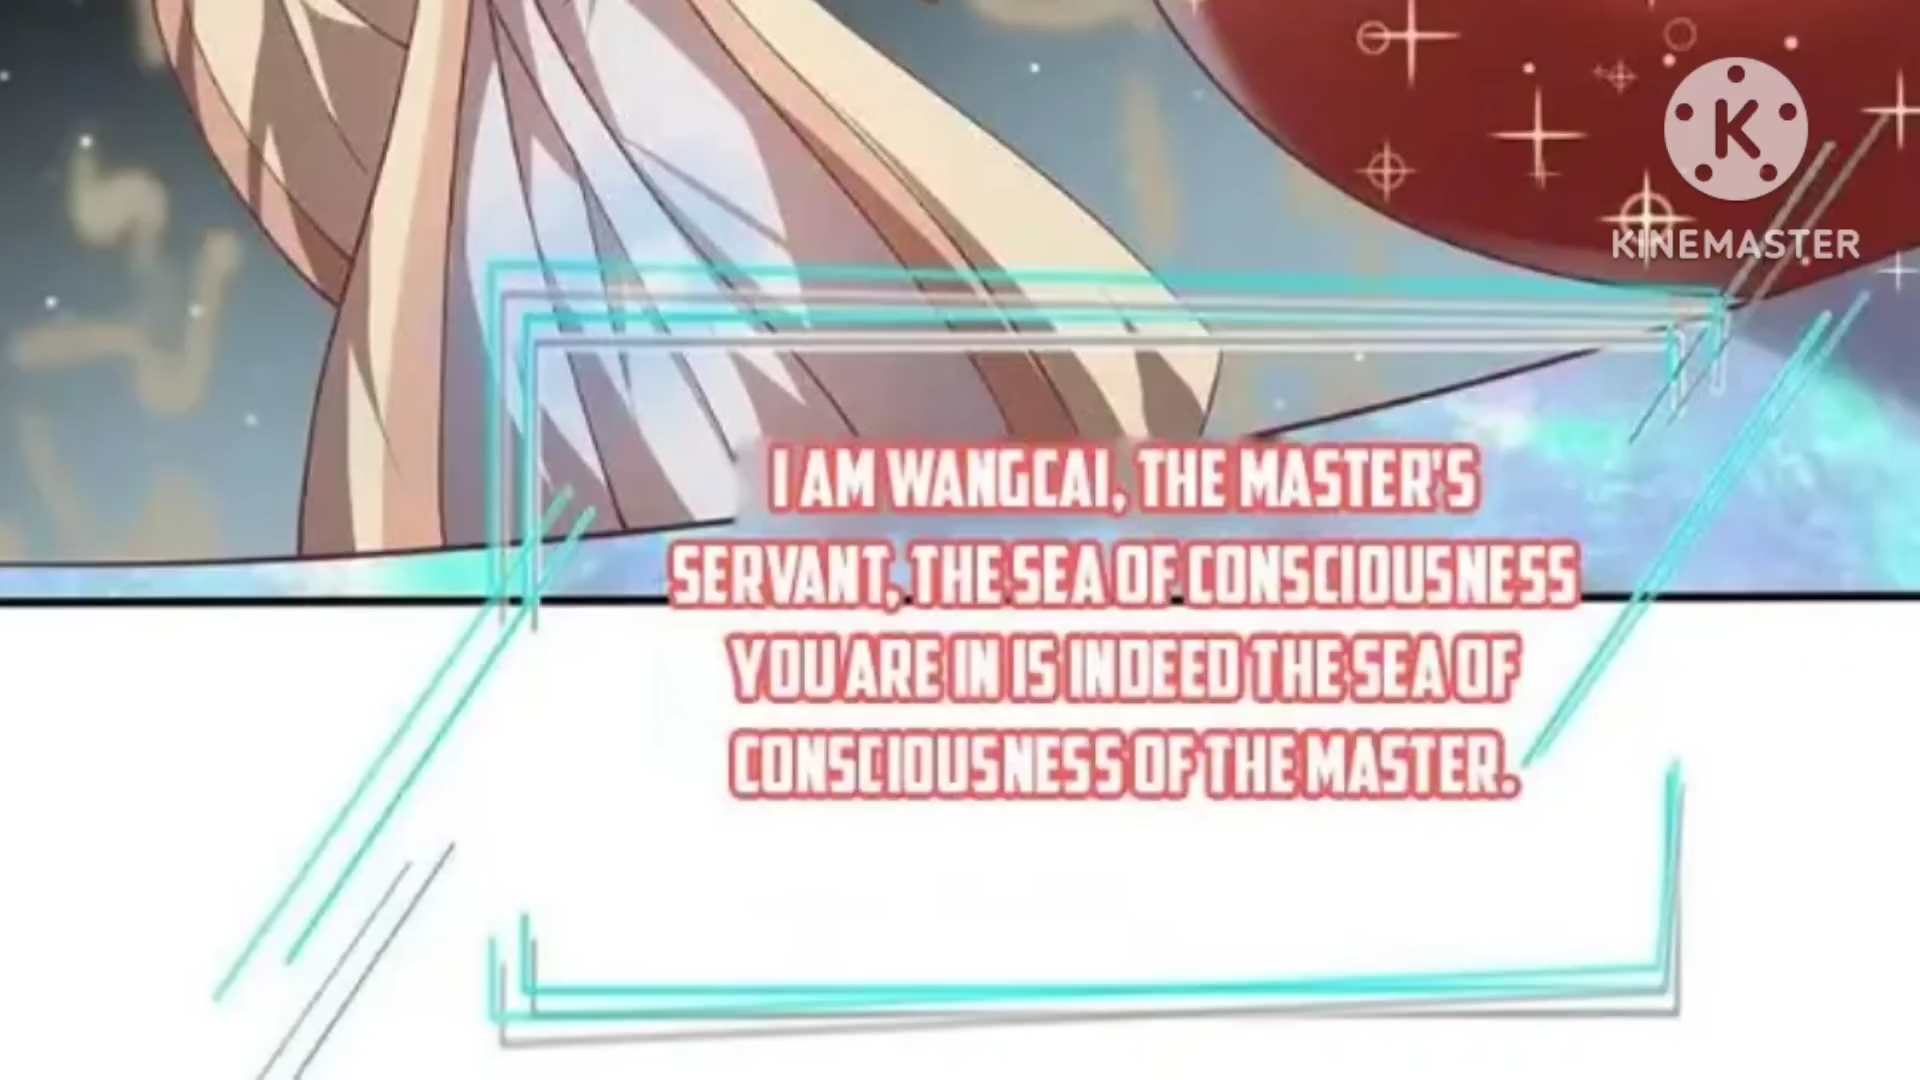 K
KINEMASTER
I AM WANGCAI, THE MASTER'S
SERVANT, THE SEA OF CONSCIOUSNESS
YOU ARE IN IS INDEED THE SEA OF
CONSCIOUSNESS OF THE MASTER.